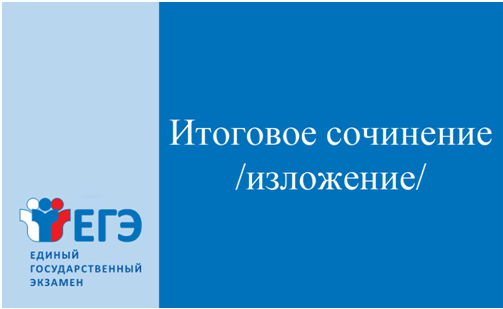 Итоговое сочинение
/изложение/
ЕГЭ
ЕДИНЫЙ
ГОСУДАРСТВЕННЫЙ
ЭКЗАМЕН